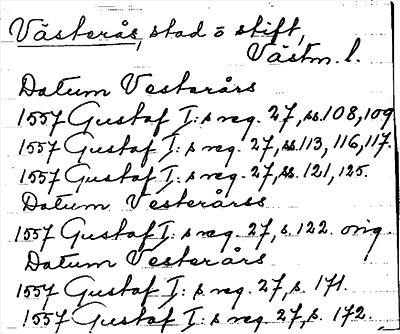 Västerås, stad o stift,
Västm. l.
Datum Vesterårs
1557 Gustaf I:s reg. 27, ss. 108, 109
1557 Gustaf I:s reg. 27, ss. 113, 116, 117.
1557 Gustaf I:s reg. 27, ss. 121, 125.
Datum Vesterårss
1557 Gustaf I:s reg. 27, s. 122. orig.
Datum Vesterårs
1557 Gustaf I:s reg. 27, s. 171.
1557 Gustaf I:s reg. 27, s. 172.